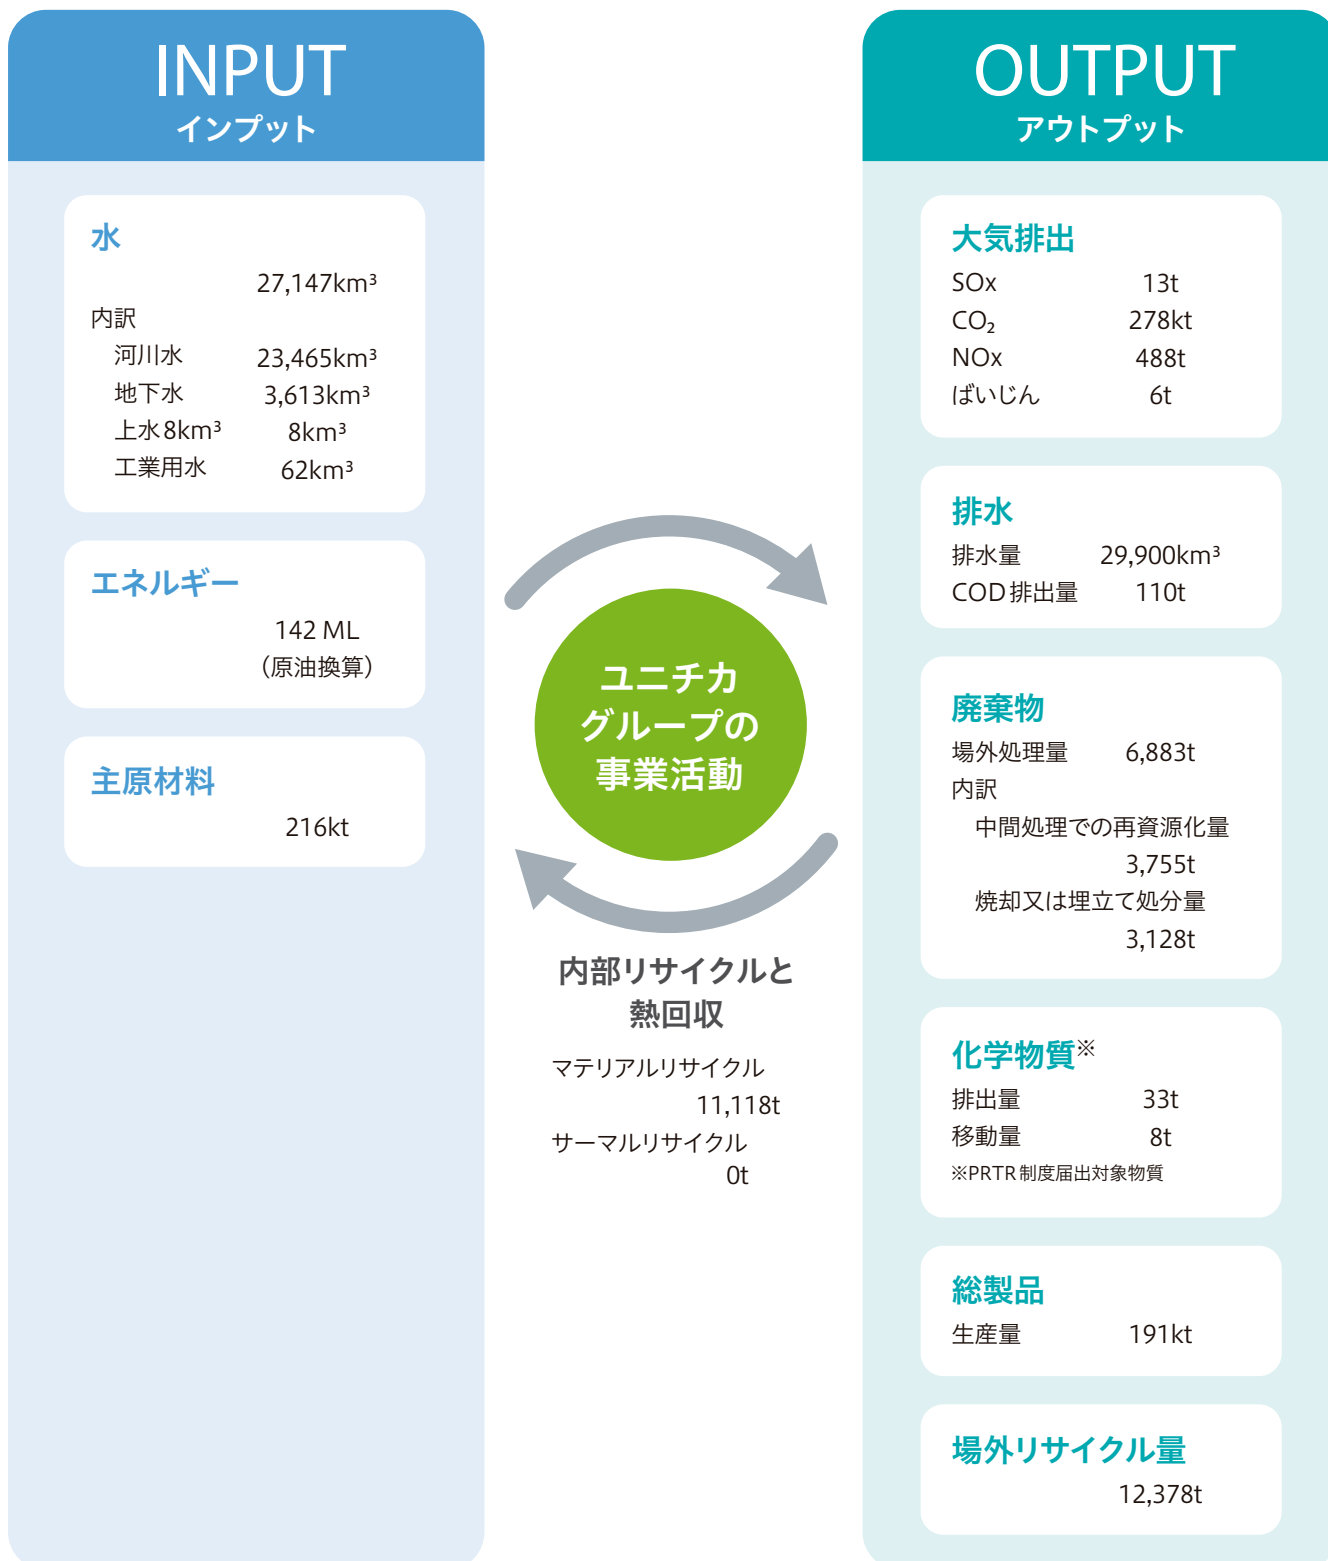 INPUT
インプット
水
27,147km³
内訳
河川水 23,465km³
地下水 3,613km³
上水8km³ 8km³
工業用水 62km³
エネルギー
142 ML
（原油換算）
主原材料
216kt
ユニチカ
グループの
事業活動
内部リサイクルと
熱回収
マテリアルリサイクル
11,118t
サーマルリサイクル
0t
OUTPUT
アウトプット
大気排出
SOx 13t
CO₂ 278kt
NOx 488t
ばいじん 6t
排水
排水量 29,900km³
COD排出量 110t
廃棄物
場外処理量 6,883t
内訳
中間処理での再資源化量
3,755t
焼却又は埋立て処分量
3,128t
化学物質※
排出量 33t
移動量 8t
※PRTR制度届出対象物質
総製品
生産量 191kt
場外リサイクル量
12,378t